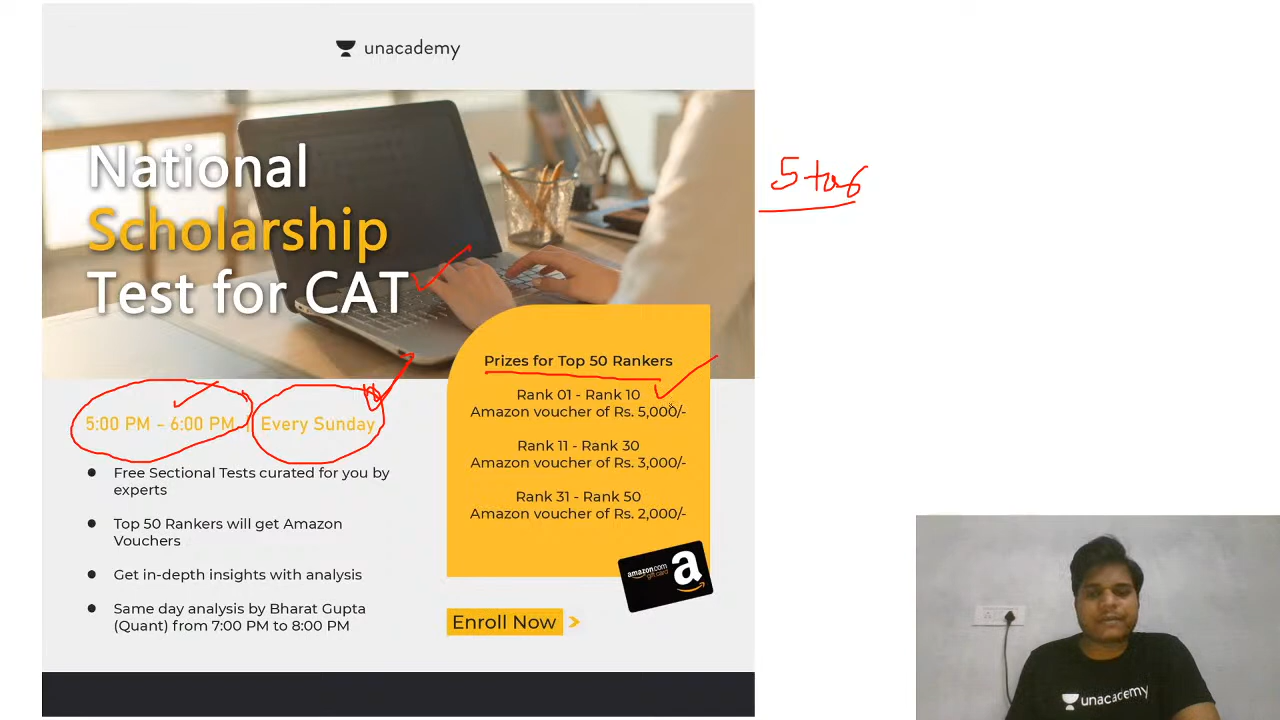 unacademy
National
Scholarship
Test for CAT
5:00 PM - 6:00 PM | Every Sunday
Free Sectional Tests curated for you by
experts
Top 50 Rankers will get Amazon
Vouchers
Get in-depth insights with analysis
Same day analysis by Bharat Gupta
(Quant) from 7:00 PM to 8:00 PM
Prizes for Top 50 Rankers
Rank 01 - Rank 10
Amazon voucher of Rs. 5,000/-
Rank 11 - Rank 30
Amazon voucher of Rs. 3,000/-
Rank 31 - Rank 50
Amazon voucher of Rs. 2,000/-
amazon.com
gift card
a
Enroll Now
unacademy